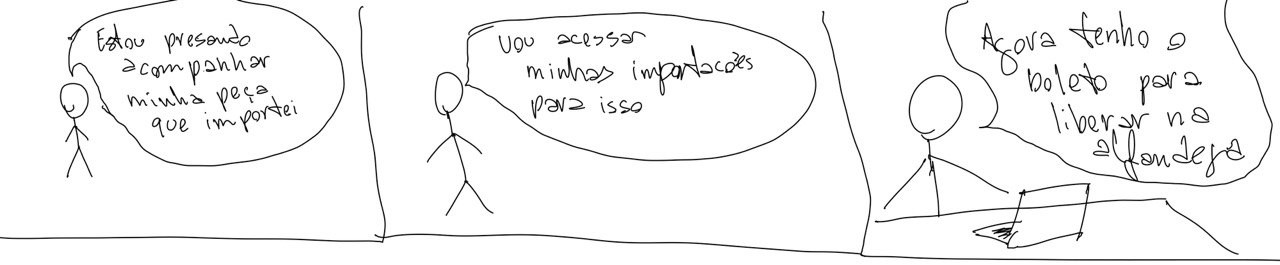 Estou presando
acompanhar
minha peça
que importei
Vou acessar
minhas importacões
para isso
Agora tenho o
boleto para
liberar na
alfandega